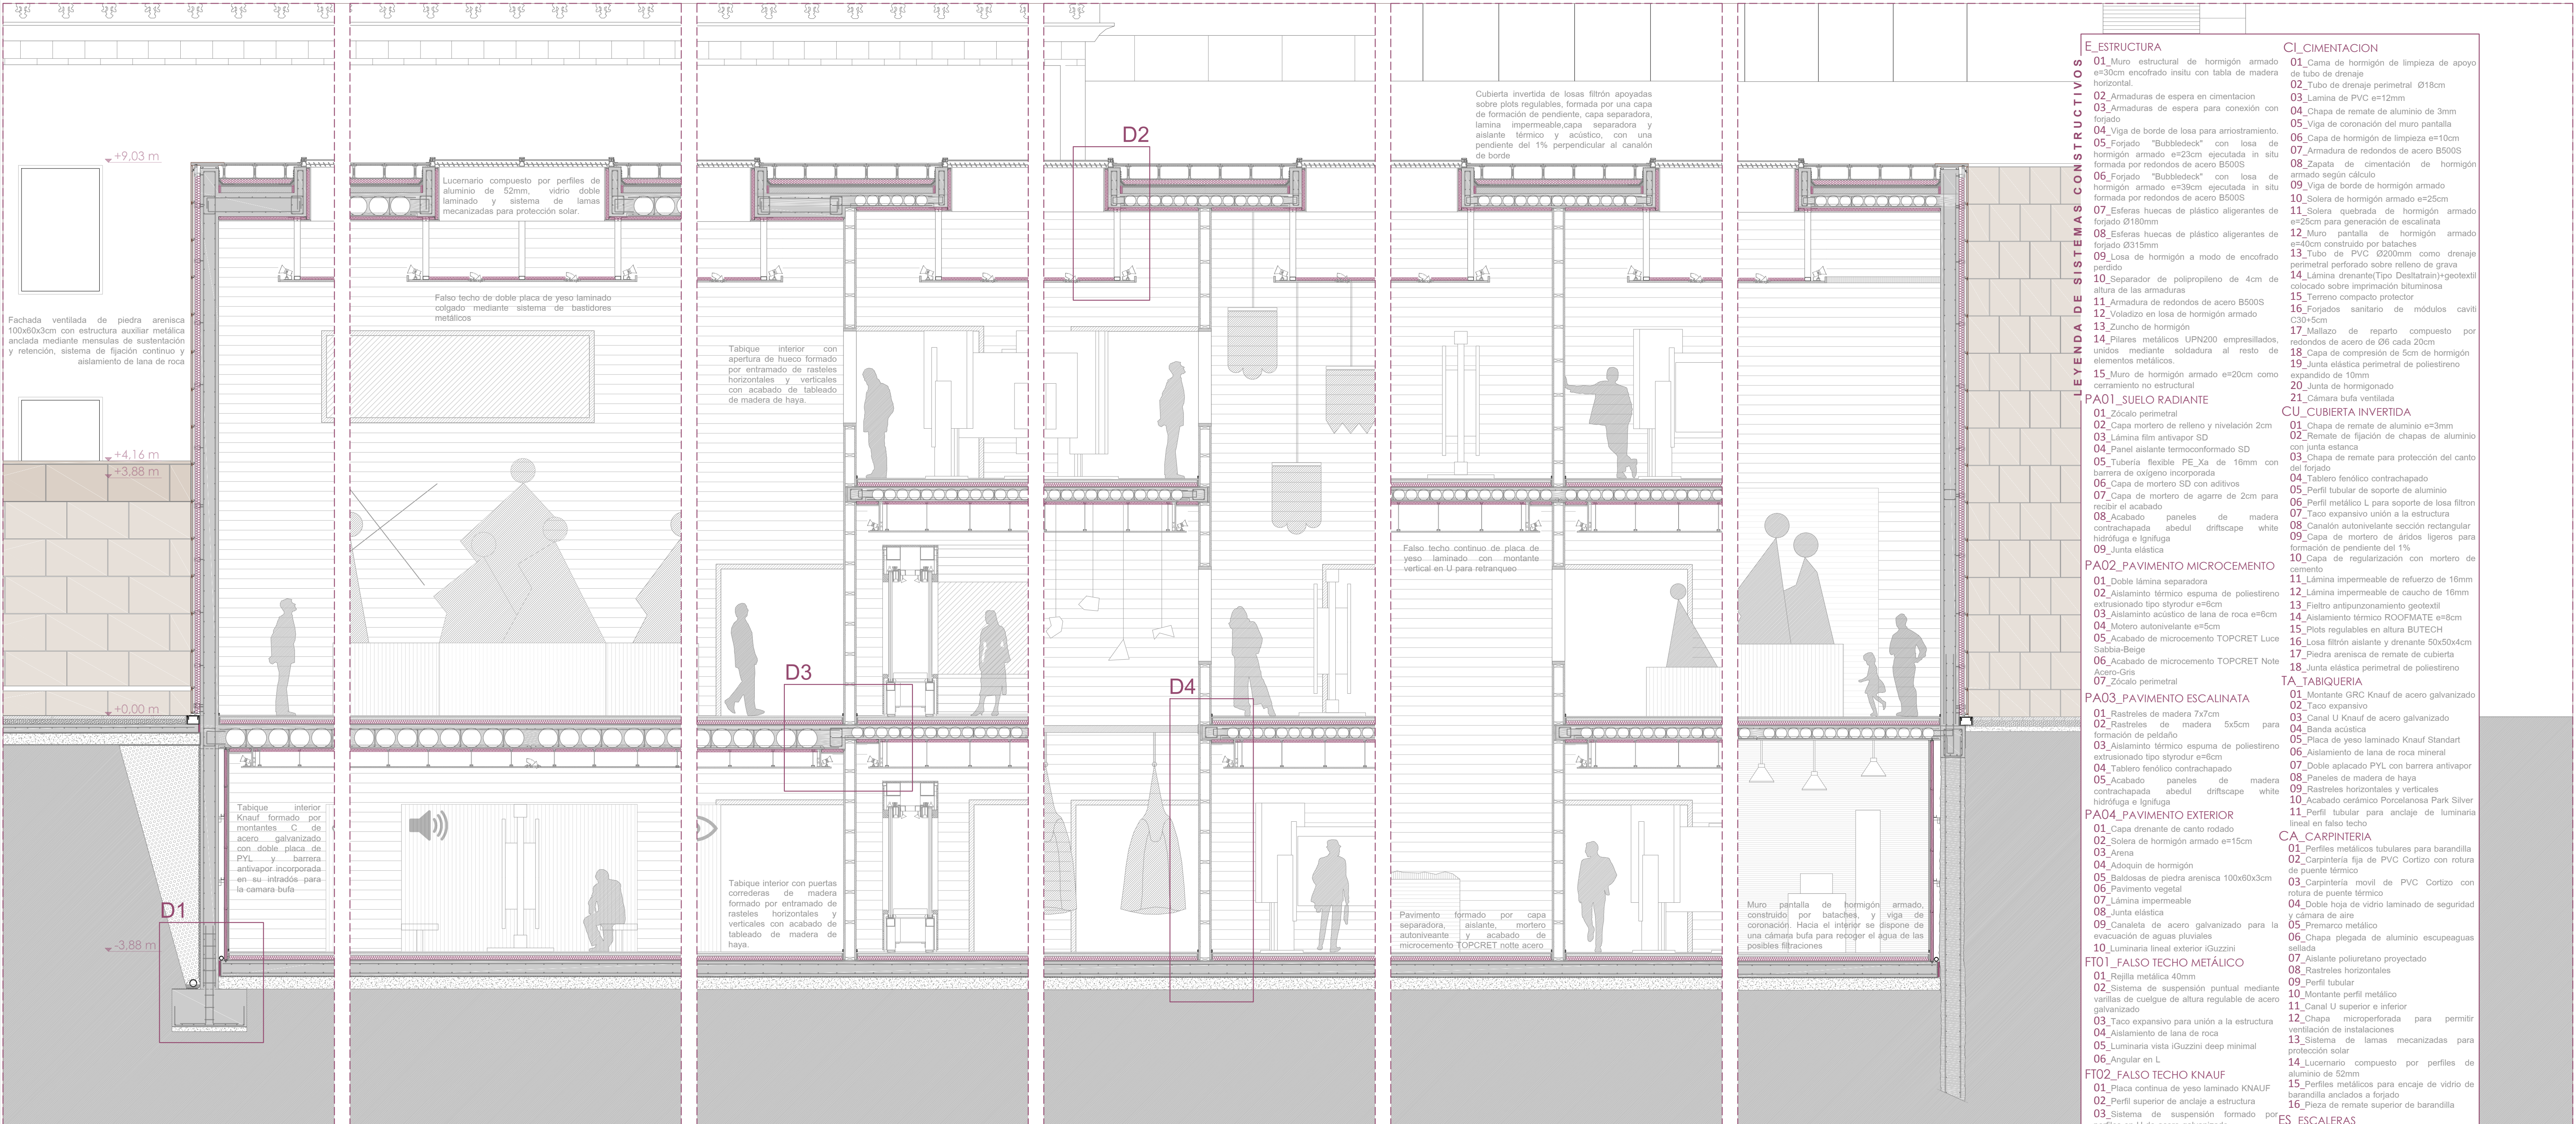 +9,03 m
+4,16 m
+3,88 m
+0,00 m
-3,88 m
Fachada ventilada de piedra arenisca
100x60x3cm con estructura auxiliar metálica
anclada mediante mensulas de sustentación
y retención, sistema de fijación continuo y
aislamiento de lana de roca
D1
Tabique interior
Knauf formado por
montantes C de
acero galvanizado
con doble placa de
PYL y barrera
antivapor incorporada
en su intradós para
la camara bufa
Lucernario compuesto por perfiles de
aluminio de 52mm, vidrio doble
laminado y sistema de lamas
mecanizadas para protección solar.
Falso techo de doble placa de yeso laminado
colgado mediante sistema de bastidores
metálicos
Tabique interior con
apertura de hueco formado
por entramado de rasteles
horizontales y verticales
con acabado de tableado
de madera de haya.
D3
Tabique interior con puertas
correderas de madera
formado por entramado de
rasteles horizontales y
verticales con acabado de
tableado de madera de
haya.
D2
D4
Cubierta invertida de losas filtrón apoyadas
sobre plots regulables, formada por una capa
de formación de pendiente, capa separadora,
lamina impermeable,capa separadora y
aislante térmico y acústico, con una
pendiente del 1% perpendicular al canalón
de borde
Falso techo continuo de placa de
yeso laminado con montante
vertical en U para retranqueo
Pavimento formado por capa
separadora, aislante, mortero
autoniveante y acabado de
microcemento TOPCRET notte acero
Muro pantalla de hormigón armado,
construido por bataches, y viga de
coronación. Hacia el interior se dispone de
una cámara bufa para recoger el agua de las
posibles filtraciones
LEYENDA DE SISTEMAS CONSTRUCTIVOS
E_ESTRUCTURA
01_Muro estructural de hormigón armado
e=30cm encofrado insitu con tabla de madera
horizontal.
02_Armaduras de espera en cimentacion
03_Armaduras de espera para conexión con
forjado
04_Viga de borde de losa para arriostramiento.
05_Forjado "Bubbledeck" con losa de
hormigón armado e=23cm ejecutada in situ
formada por redondos de acero B500S
06_Forjado "Bubbledeck" con losa de
hormigón armado e=39cm ejecutada in situ
formada por redondos de acero B500S
07_Esferas huecas de plástico aligerantes de
forjado Ø180mm
08_Esferas huecas de plástico aligerantes de
forjado Ø315mm
09_Losa de hormigón a modo de encofrado
perdido
10_Separador de polipropileno de 4cm de
altura de las armaduras
11_Armadura de redondos de acero B500S
12_Voladizo en losa de hormigón armado
13_Zuncho de hormigón
14_Pilares metálicos UPN200 empresillados,
unidos mediante soldadura al resto de
elementos metálicos.
15_Muro de hormigón armado e=20cm como
cerramiento no estructural
PA01_SUELO RADIANTE
01_Zócalo perimetral
02_Capa mortero de relleno y nivelación 2cm
03_Lámina film antivapor SD
04_Panel aislante termoconformado SD
05_Tubería flexible PE_Xa de 16mm con
barrera de oxígeno incorporada
06_Capa de mortero SD con aditivos
07_Capa de mortero de agarre de 2cm para
recibir el acabado
08_Acabado paneles de madera
contrachapada abedul driftscape white
hidrófuga e Ignifuga
09_Junta elástica
PA02_PAVIMENTO MICROCEMENTO
01_Doble lámina separadora
02_Aislaminto térmico espuma de poliestireno
extrusionado tipo styrodur e=6cm
03_Aislaminto acústico de lana de roca e=6cm
04_Motero autonivelante e=5cm
05_Acabado de microcemento TOPCRET Luce
Sabbia-Beige
06_Acabado de microcemento TOPCRET Note
Acero-Gris
07_Zócalo perimetral
PA03_PAVIMENTO ESCALINATA
01_Rastreles de madera 7x7cm
02_Rastreles de madera 5x5cm para
formación de peldaño
03_Aislaminto térmico espuma de poliestireno
extrusionado tipo styrodur e=6cm
04_Tablero fenólico contrachapado
05_Acabado paneles de madera
contrachapada abedul driftscape white
hidrófuga e Ignifuga
PA04_PAVIMENTO EXTERIOR
01_Capa drenante de canto rodado
02_Solera de hormigón armado e=15cm
03_Arena
04_Adoquin de hormigón
05_Baldosas de piedra arenisca 100x60x3cm
06_Pavimento vegetal
07_Lámina impermeable
08_Junta elástica
09_Canaleta de acero galvanizado para la
evacuación de aguas pluviales
10_Luminaria lineal exterior iGuzzini
FT01_FALSO TECHO METÁLICO
01_Rejilla metálica 40mm
02_Sistema de suspensión puntual mediante
varillas de cuelgue de altura regulable de acero
galvanizado
03_Taco expansivo para unión a la estructura
04_Aislamiento de lana de roca
05_Luminaria vista iGuzzini deep minimal
06_Angular en L
FT02_FALSO TECHO KNAUF
01_Placa continua de yeso laminado KNAUF
02_Perfil superior de anclaje a estructura
03_Sistema de suspensión formado por
CI_CIMENTACION
01_Cama de hormigón de limpieza de apoyo
de tubo de drenaje
02_Tubo de drenaje perimetral Ø18cm
03_Lamina de PVC e=12mm
04_Chapa de remate de aluminio de 3mm
05_Viga de coronación del muro pantalla
06_Capa de hormigón de limpieza e=10cm
07_Armadura de redondos de acero B500S
08_Zapata de cimentación de hormigón
armado según cálculo
09_Viga de borde de hormigón armado
10_Solera de hormigón armado e=25cm
11_Solera quebrada de hormigón armado
e=25cm para generación de escalinata
12_Muro pantalla de hormigón armado
e=40cm construido por bataches
13_Tubo de PVC Ø200mm como drenaje
perimetral perforado sobre relleno de grava
14_Lámina drenante(Tipo Desltatrain)+geotextil
colocado sobre imprimación bituminosa
15_Terreno compacto protector
16_Forjados sanitario de módulos caviti
C30+5cm
17_Mallazo de reparto compuesto por
redondos de acero de Ø6 cada 20cm
18_Capa de compresión de 5cm de hormigón
19_Junta elástica perimetral de poliestireno
expandido de 10mm
20_Junta de hormigonado
21_Cámara bufa ventilada
CU_CUBIERTA INVERTIDA
01_Chapa de remate de aluminio e=3mm
02_Remate de fijación de chapas de aluminio
con junta estanca
03_Chapa de remate para protección del canto
del forjado
04_Tablero fenólico contrachapado
05_Perfil tubular de soporte de aluminio
06_Perfil metálico L para soporte de losa filtron
07_Taco expansivo unión a la estructura
08_Canalón autonivelante sección rectangular
09_Capa de mortero de áridos ligeros para
formación de pendiente del 1%
10_Capa de regularización con mortero de
cemento
11_Lámina impermeable de refuerzo de 16mm
12_Lámina impermeable de caucho de 16mm
13_Fieltro antipunzonamiento geotextil
14_Aislamiento térmico ROOFMATE e=8cm
15_Plots regulables en altura BUTECH
16_Losa filtrón aislante y drenante 50x50x4cm
17_Piedra arenisca de remate de cubierta
18_Junta elástica perimetral de poliestireno
TA_TABIQUERIA
01_Montante GRC Knauf de acero galvanizado
02_Taco expansivo
03_Canal U Knauf de acero galvanizado
04_Banda acústica
05_Placa de yeso laminado Knauf Standart
06_Aislamiento de lana de roca mineral
07_Doble aplacado PYL con barrera antivapor
08_Paneles de madera de haya
09_Rastreles horizontales y verticales
10_Acabado cerámico Porcelanosa Park Silver
11_Perfil tubular para anclaje de luminaria
lineal en falso techo
CA_CARPINTERIA
01_Perfiles metálicos tubulares para barandilla
02_Carpintería fija de PVC Cortizo con rotura
de puente térmico
03_Carpintería movil de PVC Cortizo con
rotura de puente térmico
04_Doble hoja de vidrio laminado de seguridad
y cámara de aire
05_Premarco metálico
06_Chapa plegada de aluminio escupeaguas
sellada
07_Aislante poliuretano proyectado
08_Rastreles horizontales
09_Perfil tubular
10_Montante perfil metálico
11_Canal U superior e inferior
12_Chapa microperforada para permitir
ventilación de instalaciones
13_Sistema de lamas mecanizadas para
protección solar
14_Lucernario compuesto por perfiles de
aluminio de 52mm
15_Perfiles metálicos para encaje de vidrio de
barandilla anclados a forjado
16_Pieza de remate superior de barandilla
ES_ESCALERAS